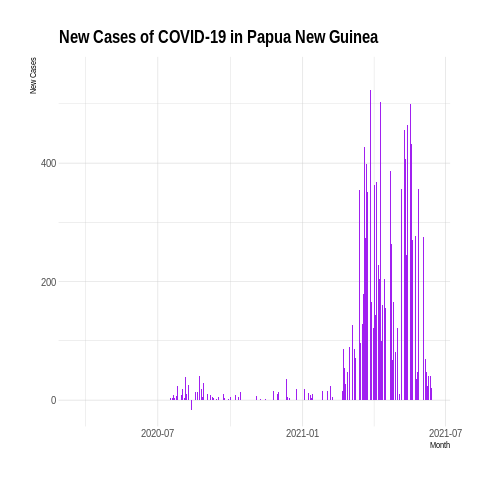 New Cases of COVID-19 in Papua New Guinea
New Cases
400
200
0
2020-07
2021-01
2021-07
Month